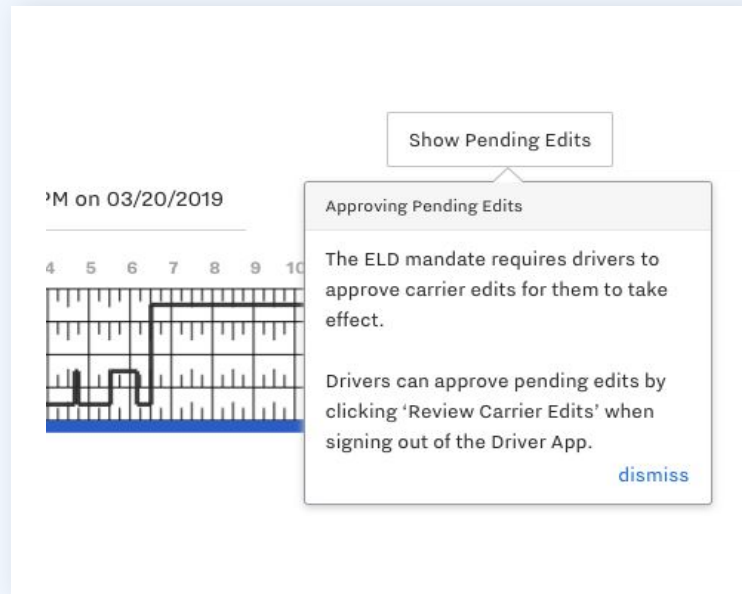 Show Pending Edits
PM on 03/20/2019
Approving Pending Edits
4 5 6 7 8 9 10
The ELD mandate requires drivers to
approve carrier edits for them to take
effect.
Drivers can approve pending edits by
clicking ‘Review Carrier Edits’ when
signing out of the Driver App.
dismiss